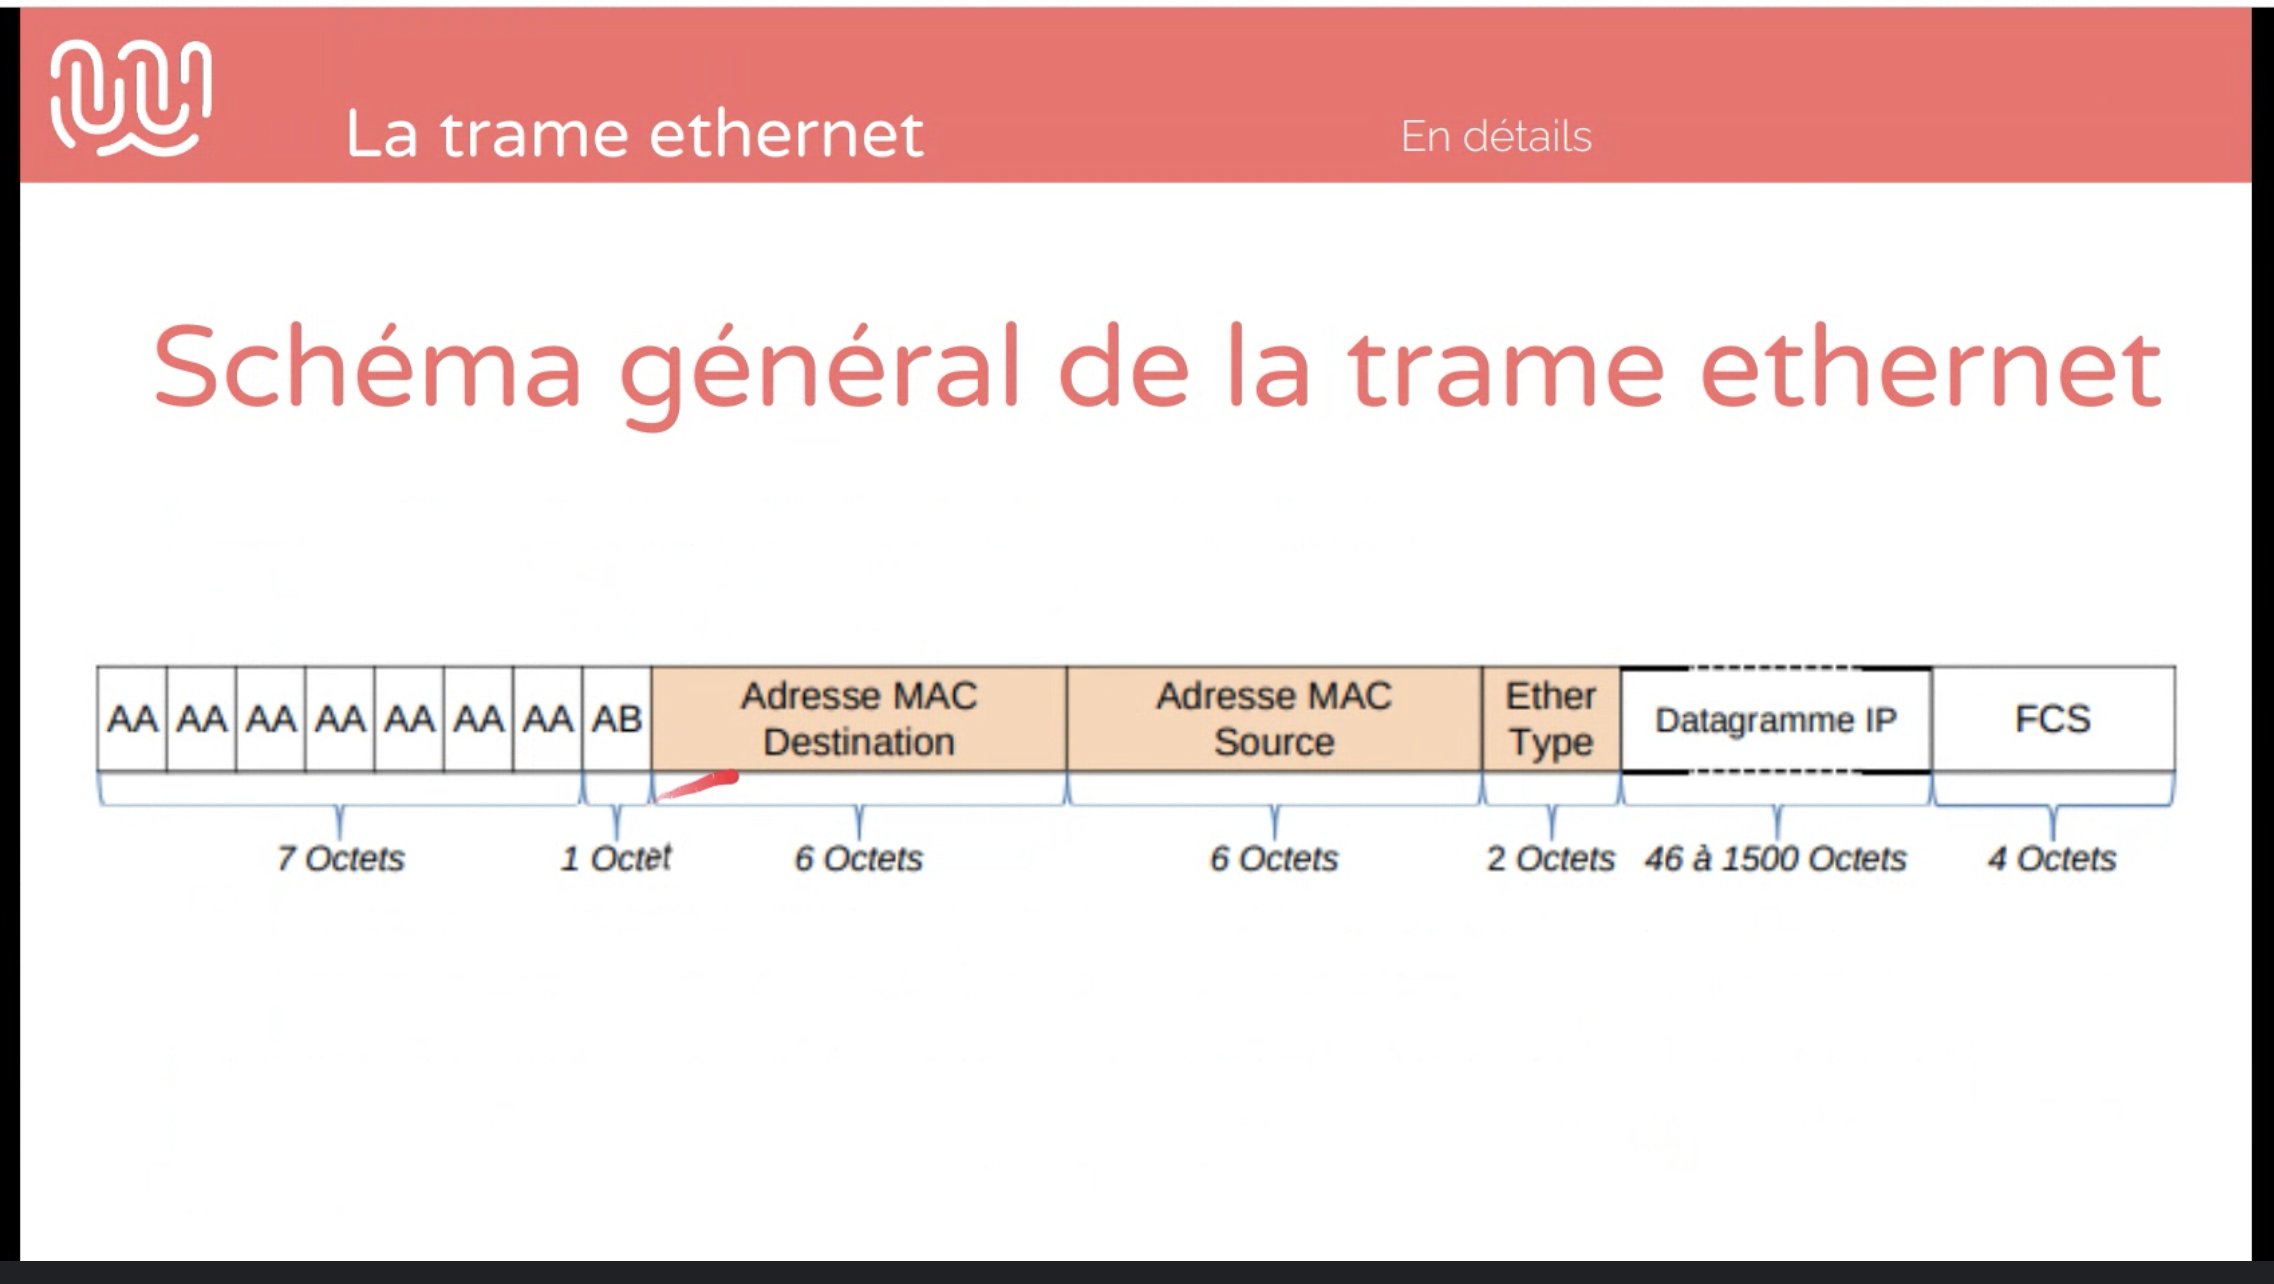 La trame ethernet
En détails
Schéma général de la trame ethernet
AA AA AA AA AA AA AA AB
Adresse MAC
Destination
Adresse MAC
Source
Ether
Type
Datagramme IP
FCS
7 Octets
1 Octet
6 Octets
6 Octets
2 Octets
46 à 1500 Octets
4 Octets